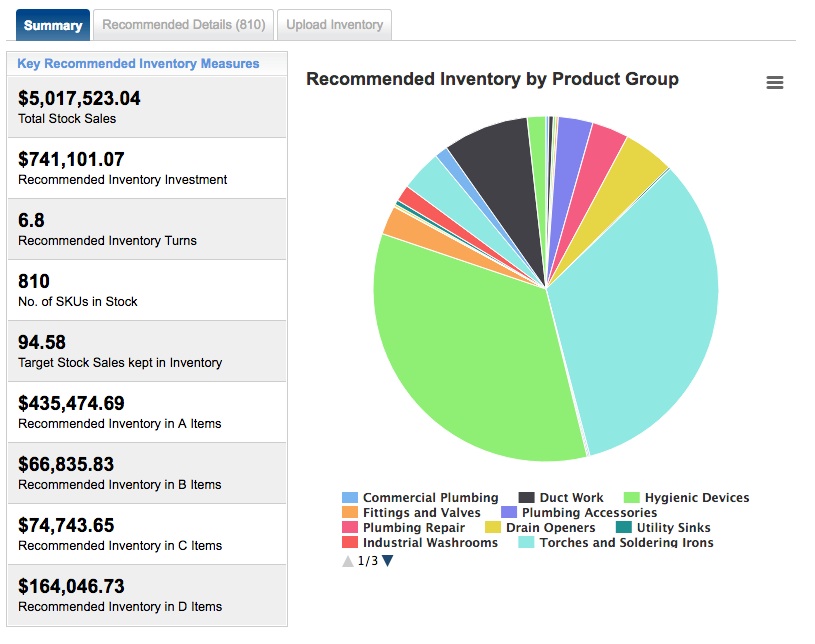 Summary
Recommended Details (810)
Upload Inventory
Key Recommended Inventory Measures
$5,017,523.04
Total Stock Sales
$741,101.07
Recommended Inventory Investment
6.8
Recommended Inventory Turns
810
No. of SKUs in Stock
94.58
Target Stock Sales kept in Inventory
$435,474.69
Recommended Inventory in A Items
$66,835.83
Recommended Inventory in B Items
$74,743.65
Recommended Inventory in C Items
$164,046.73
Recommended Inventory in D Items
Recommended Inventory by Product Group
Commercial Plumbing Duct Work Hygienic Devices
Fittings and Valves Plumbing Accessories
Plumbing Repair Drain Openers Utility Sinks
Industrial Washrooms Torches and Soldering Irons
1/3